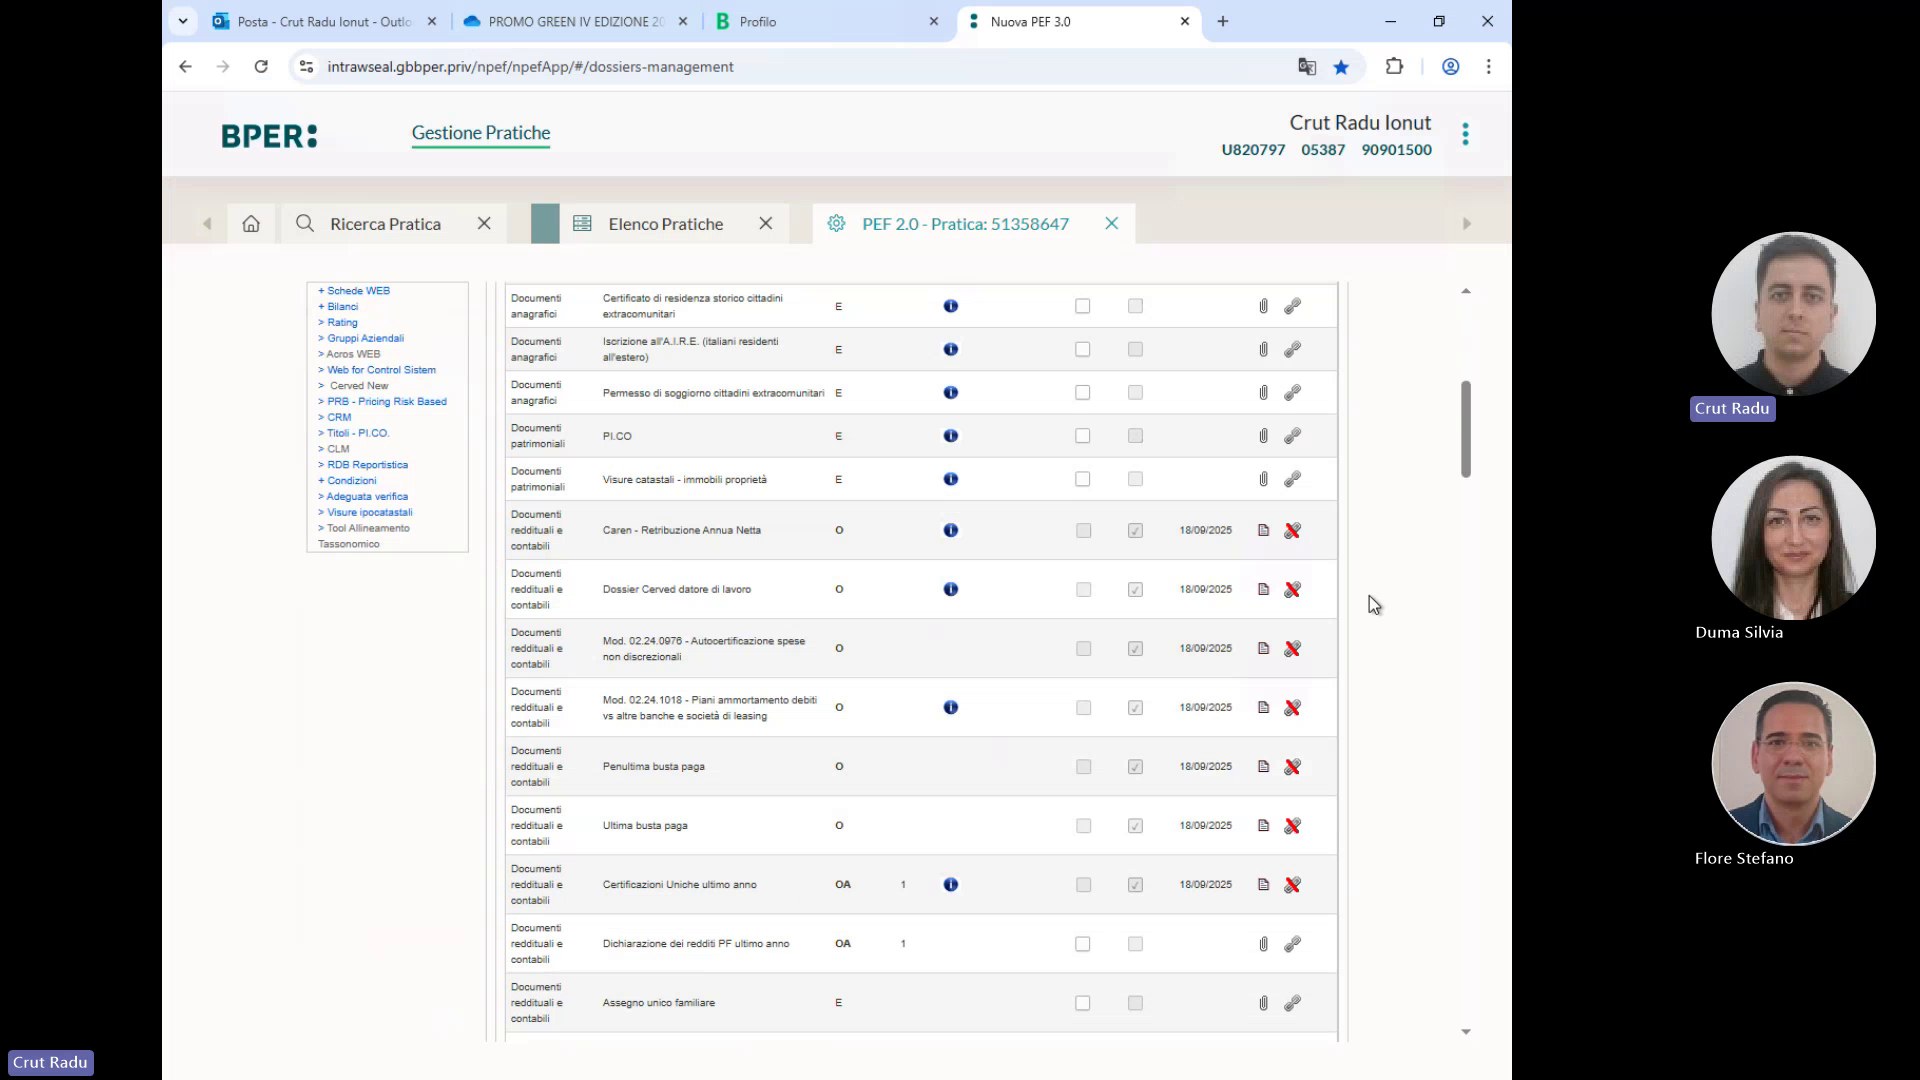 Posta - Crut Radu Ionut - Outlo
PROMO GREEN IV EDIZIONE 20
Profilo
Nuova PEF 3.0
intrawseal.gbbper.priv/npef/npefApp/#/dossiers-management
BPER:
Gestione Pratiche
Crut Radu Ionut
U820797 05387 90901500
Ricerca Pratica
Elenco Pratiche
PEF 2.0 - Pratica: 51358647
+ Schede WEB
+ Bilanci
> Rating
> Gruppi Aziendali
> Acros WEB
> Web for Control Sistem
> Cerved New
> PRB - Pricing Risk Based
> CRM
> Titoli - PI.CO.
> CLM
> RDB Reportistica
+ Condizioni
> Adeguata verifica
> Visure ipocatastali
> Tool Allineamento
Tassonomico
Documenti
anagrafici
Certificato di residenza storico cittadini
extracomunitari
E
Documenti
anagrafici
Iscrizione all'A.I.R.E. (italiani residenti
all'estero)
E
Documenti
anagrafici
Permesso di soggiorno cittadini extracomunitari
E
Documenti
patrimoniali
PI.CO
E
Documenti
patrimoniali
Visure catastali - immobili proprietà
E
Documenti
reddituali e
contabili
Caren - Retribuzione Annua Netta
O
18/09/2025
Documenti
reddituali e
contabili
Dossier Cerved datore di lavoro
O
18/09/2025
Documenti
reddituali e
contabili
Mod. 02.24.0976 - Autocertificazione spese
non discrezionali
O
18/09/2025
Documenti
reddituali e
contabili
Mod. 02.24.1018 - Piani ammortamento debiti
vs altre banche e società di leasing
O
18/09/2025
Documenti
reddituali e
contabili
Penultima busta paga
O
18/09/2025
Documenti
reddituali e
contabili
Ultima busta paga
O
18/09/2025
Documenti
reddituali e
contabili
Certificazioni Uniche ultimo anno
OA
1
18/09/2025
Documenti
reddituali e
contabili
Dichiarazione dei redditi PF ultimo anno
OA
1
Documenti
reddituali e
contabili
Assegno unico familiare
E
Crut Radu
Duma Silvia
Flore Stefano
Crut Radu